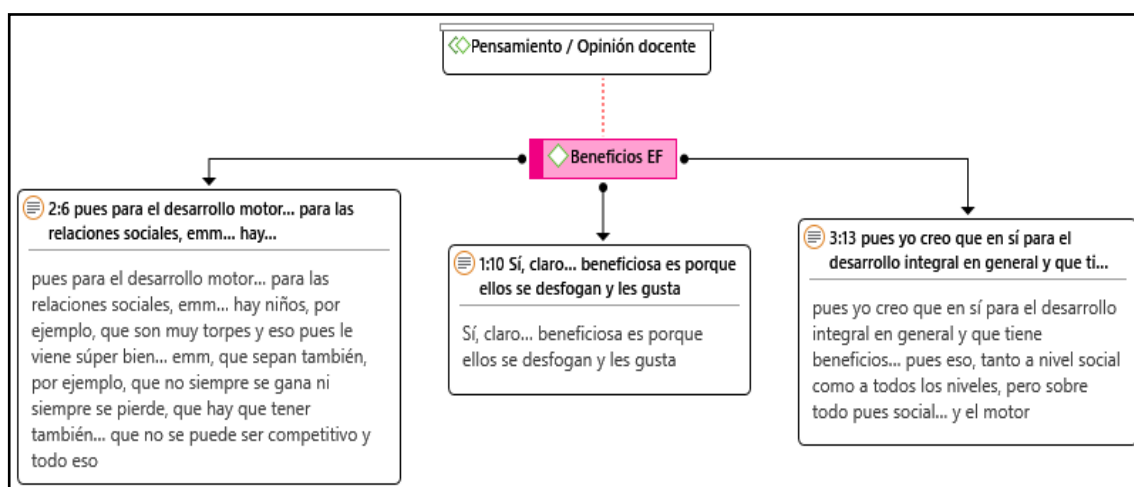 Pensamiento / Opinión docente
Beneficios EF
2:6 pues para el desarrollo motor... para las
relaciones sociales, emm... hay...
pues para el desarrollo motor... para las
relaciones sociales, emm... hay niños, por
ejemplo, que son muy torpes y eso pues le
viene súper bien... emm, que sepan también,
por ejemplo, que no siempre se gana ni
siempre se pierde, que hay que tener
también... que no se puede ser competitivo y
todo eso
1:10 Sí, claro... beneficiosa es porque
ellos se desfogan y les gusta
Sí, claro... beneficiosa es porque
ellos se desfogan y les gusta
3:13 pues yo creo que en sí para el
desarrollo integral en general y que ti...
pues yo creo que en sí para el desarrollo
integral en general y que tiene
beneficios... pues eso, tanto a nivel social
como a todos los niveles, pero sobre
todo pues social... y el motor